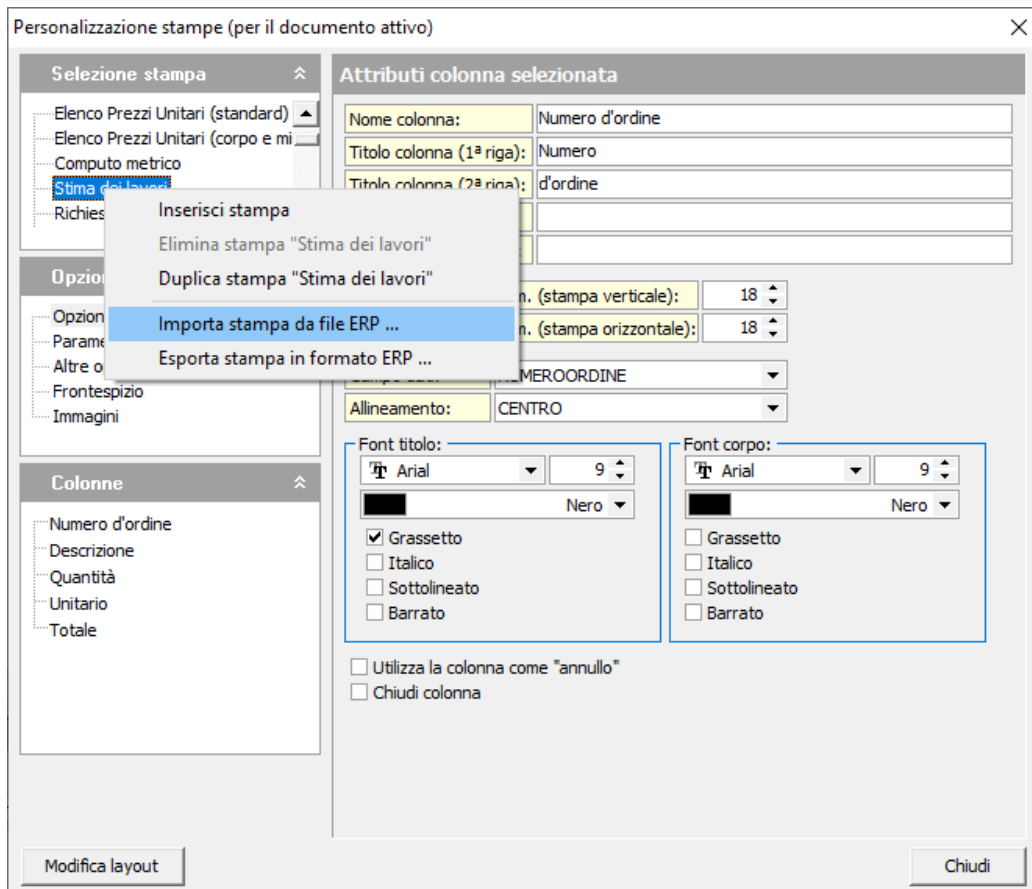 Personalizzazione stampe (per il documento attivo)
Selezione stampa
Elenco Prezzi Unitari (standard)
Elenco Prezzi Unitari (corpo e mi
Computo metrico
Stima dei lavori
Richies
Inserisci stampa
Elimina stampa "Stima dei lavori"
Duplica stampa "Stima dei lavori"
Importa stampa da file ERP ...
Esporta stampa in formato ERP ...
Opzio
Opzion
Parame
Altre o
Frontespizio
Immagini
Colonne
Numero d'ordine
Descrizione
Quantità
Unitario
Totale
Attributi colonna selezionata
Nome colonna: Numero d'ordine
Titolo colonna (1ª riga): Numero
Titolo colonna (2ª riga): d'ordine
m. (stampa verticale): 18
m. (stampa orizzontale): 18
NUMEROORDINE
Allineamento: CENTRO
Font titolo:
Arial 9
Nero
Grassetto
Italico
Sottolineato
Barrato
Font corpo:
Arial 9
Nero
Grassetto
Italico
Sottolineato
Barrato
Utilizza la colonna come "annullo"
Chiudi colonna
Modifica layout
Chiudi